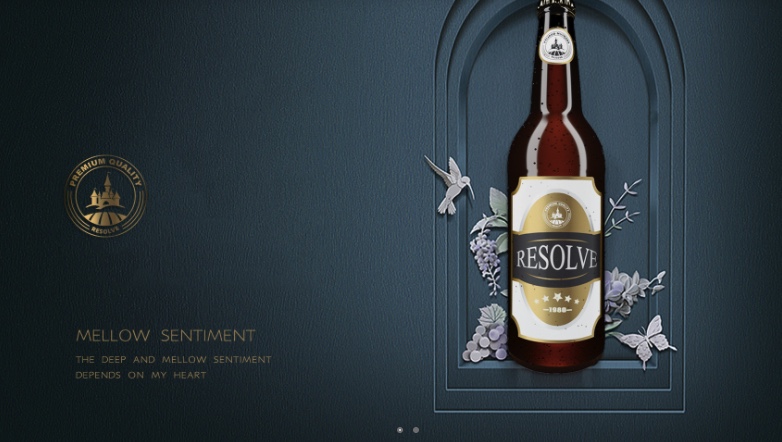 PREMIUM QUALITY
RESOLVE
MELLOW SENTIMENT
THE DEEP AND MELLOW SENTIMENT
DEPENDS ON MY HEART
RESOLVE
1988